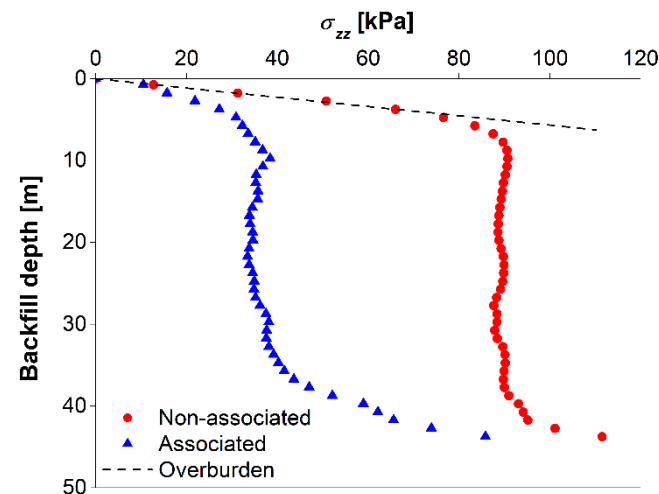 σzz [kPa]
0 20 40 60 80 100 120
0
10
20
30
40
50
Backfill depth [m]
Non-associated
Associated
Overburden